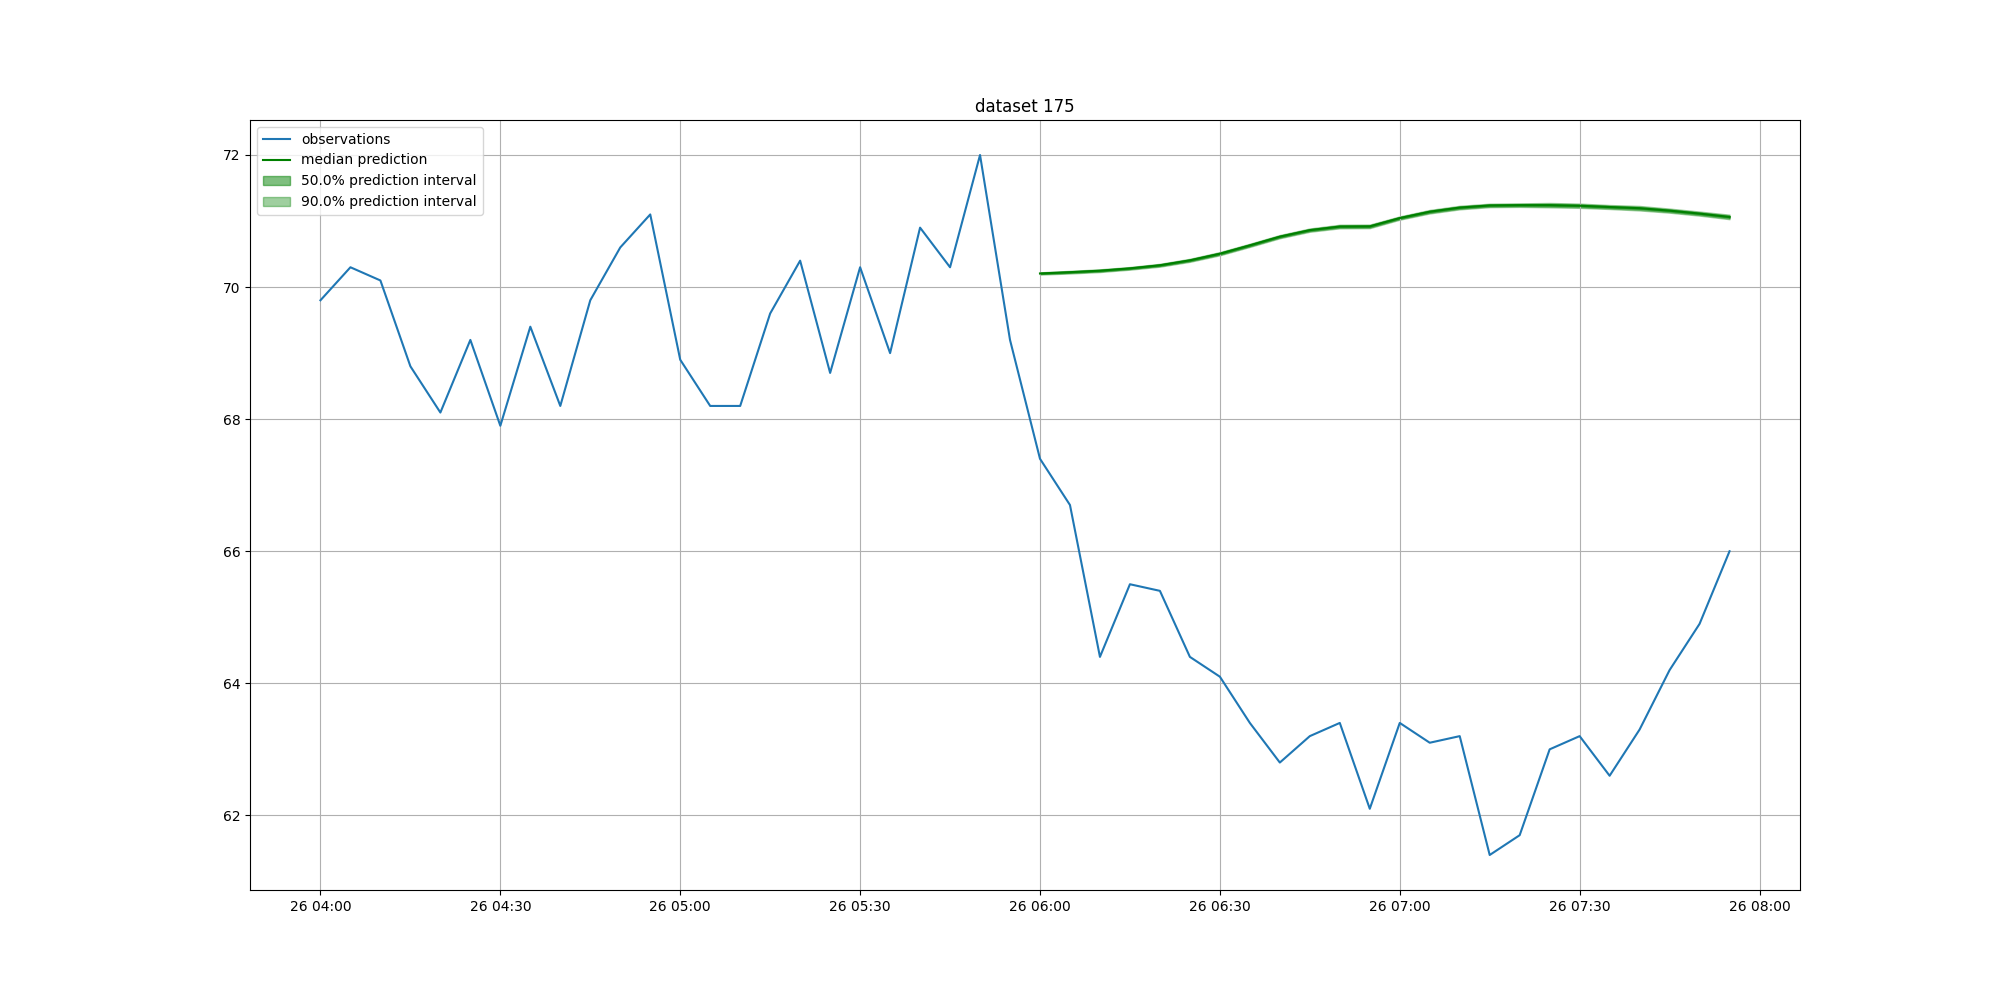 dataset 175
observations
median prediction
50.0% prediction interval
90.0% prediction interval
72
70
68
66
64
62
26 04:00 26 04:30 26 05:00 26 05:30 26 06:00 26 06:30 26 07:00 26 07:30 26 08:00